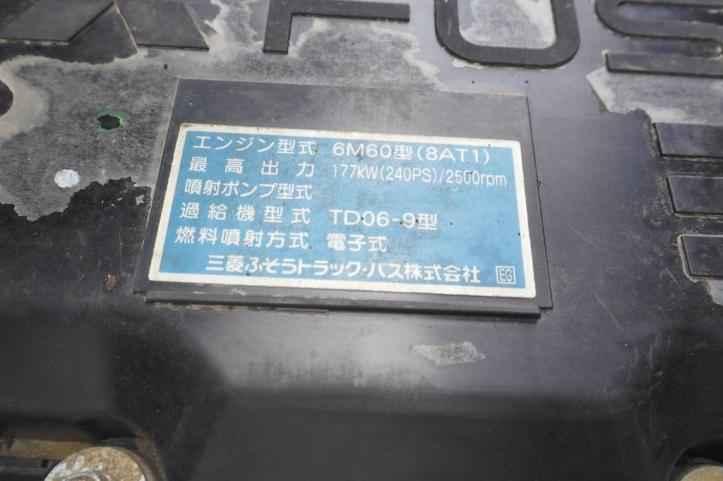 FUS
エンジン型式 6M60型(8AT1)
最高出力 177kW(240PS)/2500rpm
噴射ポンプ型式
過給機型式 TD06-9型
燃料噴射方式 電子式
三菱ふそうトラック・バス株式会社 EG